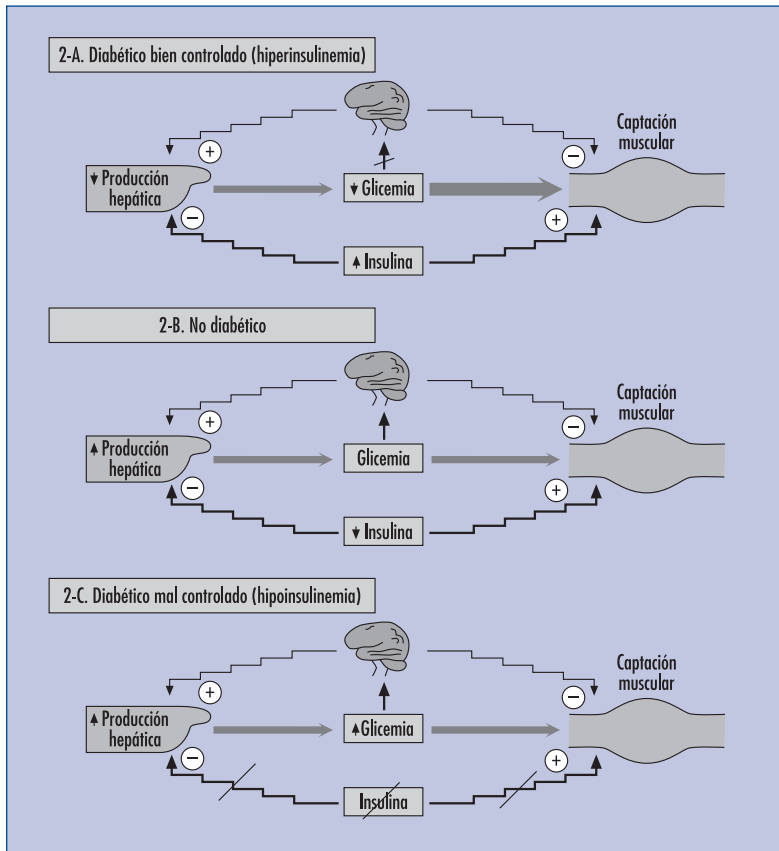 2-A. Diabético bien controlado (hiperinsulinemia)
Captación
muscular
+
−
↓ Producción
hepática
↓ Glicemia
−
+
↑ Insulina
2-B. No diabético
Captación
muscular
+
−
↑ Producción
hepática
Glicemia
−
+
↓ Insulina
2-C. Diabético mal controlado (hipoinsulinemia)
Captación
muscular
+
−
↑ Producción
hepática
↑ Glicemia
−
+
Insulina